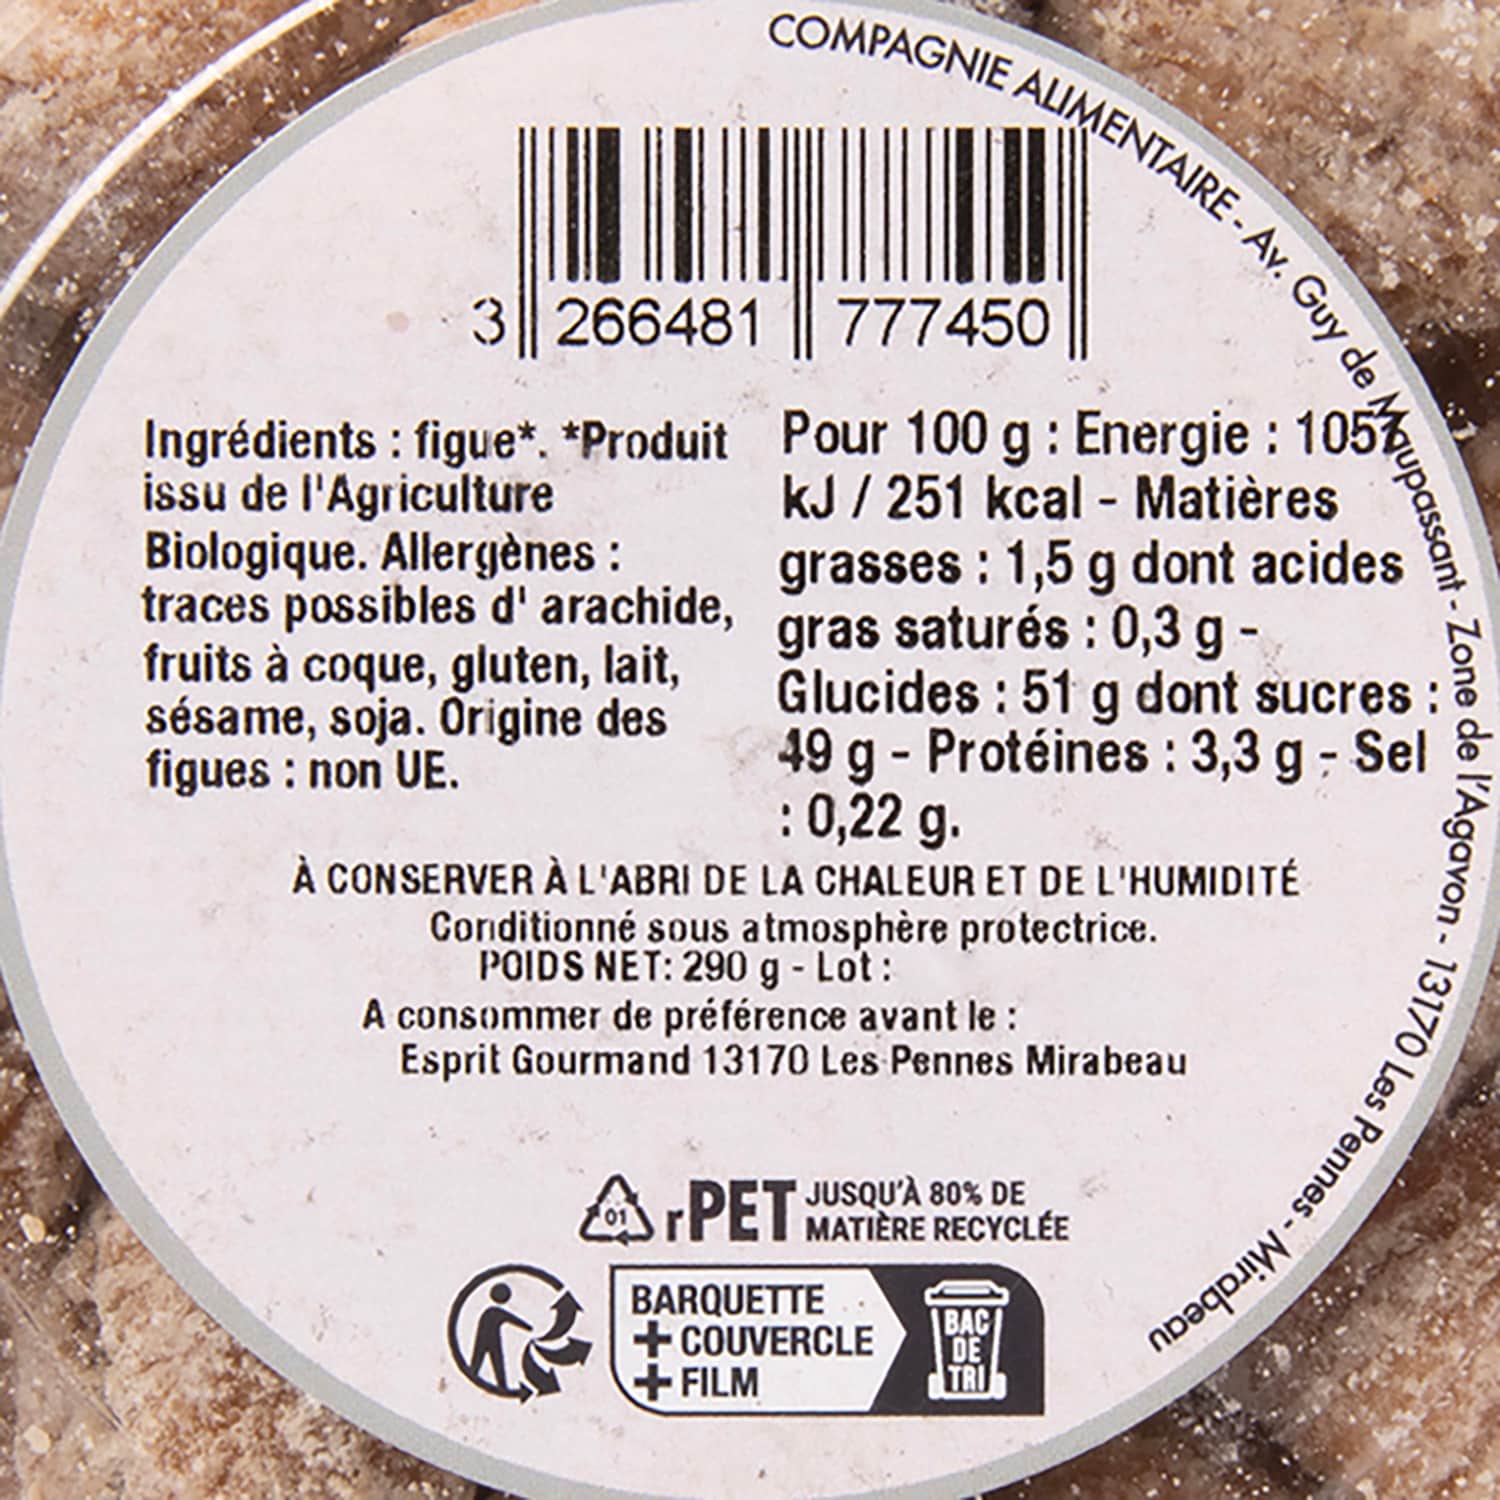 COMPAGNIE ALIMENTAIRE - Av. Guy de Maupassant - Zone de l'Agavon - 13170 Les Pennes - Mirabeau
3 266481 777450
Ingrédients : figue*. *Produit
issu de l'Agriculture
Biologique. Allergènes :
traces possibles d' arachide,
fruits à coque, gluten, lait,
sésame, soja. Origine des
figues : non UE.
Pour 100 g : Energie : 1057
kJ / 251 kcal - Matières
grasses : 1,5 g dont acides
gras saturés : 0,3 g -
Glucides : 51 g dont sucres :
49 g - Protéines : 3,3 g - Sel
: 0,22 g.
À CONSERVER À L'ABRI DE LA CHALEUR ET DE L'HUMIDITÉ
Conditionné sous atmosphère protectrice.
POIDS NET: 290 g - Lot :
A consommer de préférence avant le :
Esprit Gourmand 13170 Les Pennes Mirabeau
01
rPET JUSQU'À 80% DE
MATIÈRE RECYCLÉE
BARQUETTE
+ COUVERCLE
+ FILM
BAC
DE
TRI